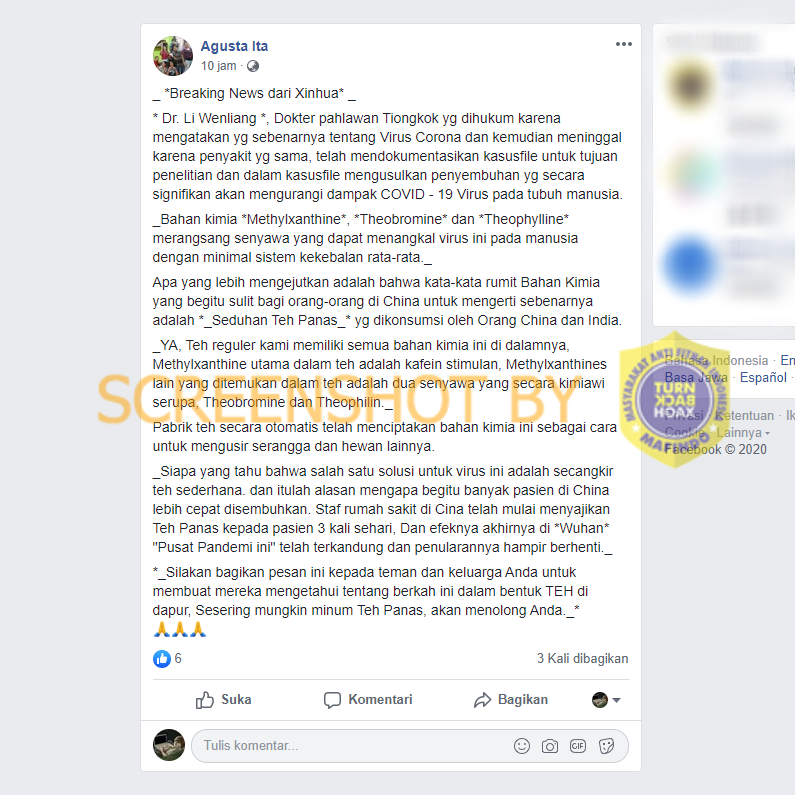 Agusta Ita
10 jam ·
_ *Breaking News dari Xinhua* _
* Dr. Li Wenliang *, Dokter pahlawan Tiongkok yg dihukum karena
mengatakan yg sebenarnya tentang Virus Corona dan kemudian meninggal
karena penyakit yg sama, telah mendokumentasikan kasusfile untuk tujuan
penelitian dan dalam kasusfile mengusulkan penyembuhan yg secara
signifikan akan mengurangi dampak COVID - 19 Virus pada tubuh manusia.
_Bahan kimia *Methylxanthine*, *Theobromine* dan *Theophylline*
merangsang senyawa yang dapat menangkal virus ini pada manusia
dengan minimal sistem kekebalan rata-rata._
Apa yang lebih mengejutkan adalah bahwa kata-kata rumit Bahan Kimia
yang begitu sulit bagi orang-orang di China untuk mengerti sebenarnya
adalah *_Seduhan Teh Panas_* yg dikonsumsi oleh Orang China dan India.
_YA, Teh reguler kami memiliki semua bahan kimia ini di dalamnya,
Methylxanthine utama dalam teh adalah kafein stimulan, Methylxanthines
lain yang ditemukan dalam teh adalah dua senyawa yang secara kimiawi
serupa, Theobromine dan Theophilin._
Pabrik teh secara otomatis telah menciptakan bahan kimia ini sebagai cara
untuk mengusir serangga dan hewan lainnya.
_Siapa yang tahu bahwa salah satu solusi untuk virus ini adalah secangkir
teh sederhana. dan itulah alasan mengapa begitu banyak pasien di China
lebih cepat disembuhkan. Staf rumah sakit di Cina telah mulai menyajikan
Teh Panas kepada pasien 3 kali sehari, Dan efeknya akhirnya di *Wuhan*
"Pusat Pandemi ini" telah terkandung dan penularannya hampir berhenti._
*_Silakan bagikan pesan ini kepada teman dan keluarga Anda untuk
membuat mereka mengetahui tentang berkah ini dalam bentuk TEH di
dapur, Sesering mungkin minum Teh Panas, akan menolong Anda._*
🙏🙏🙏
6
3 Kali dibagikan
Suka
Komentari
Bagikan
Tulis komentar...
GIF
SCREENSHOT BY
MASYARAKAT ANTI FITNAH INDONESIA
TURN
BACK
HOAX
MAFINDO
Bahasa Indonesia · En
Basa Jawa · Español ·
Ketentuan · Ik
Cookie · Lainnya
Facebook © 2020